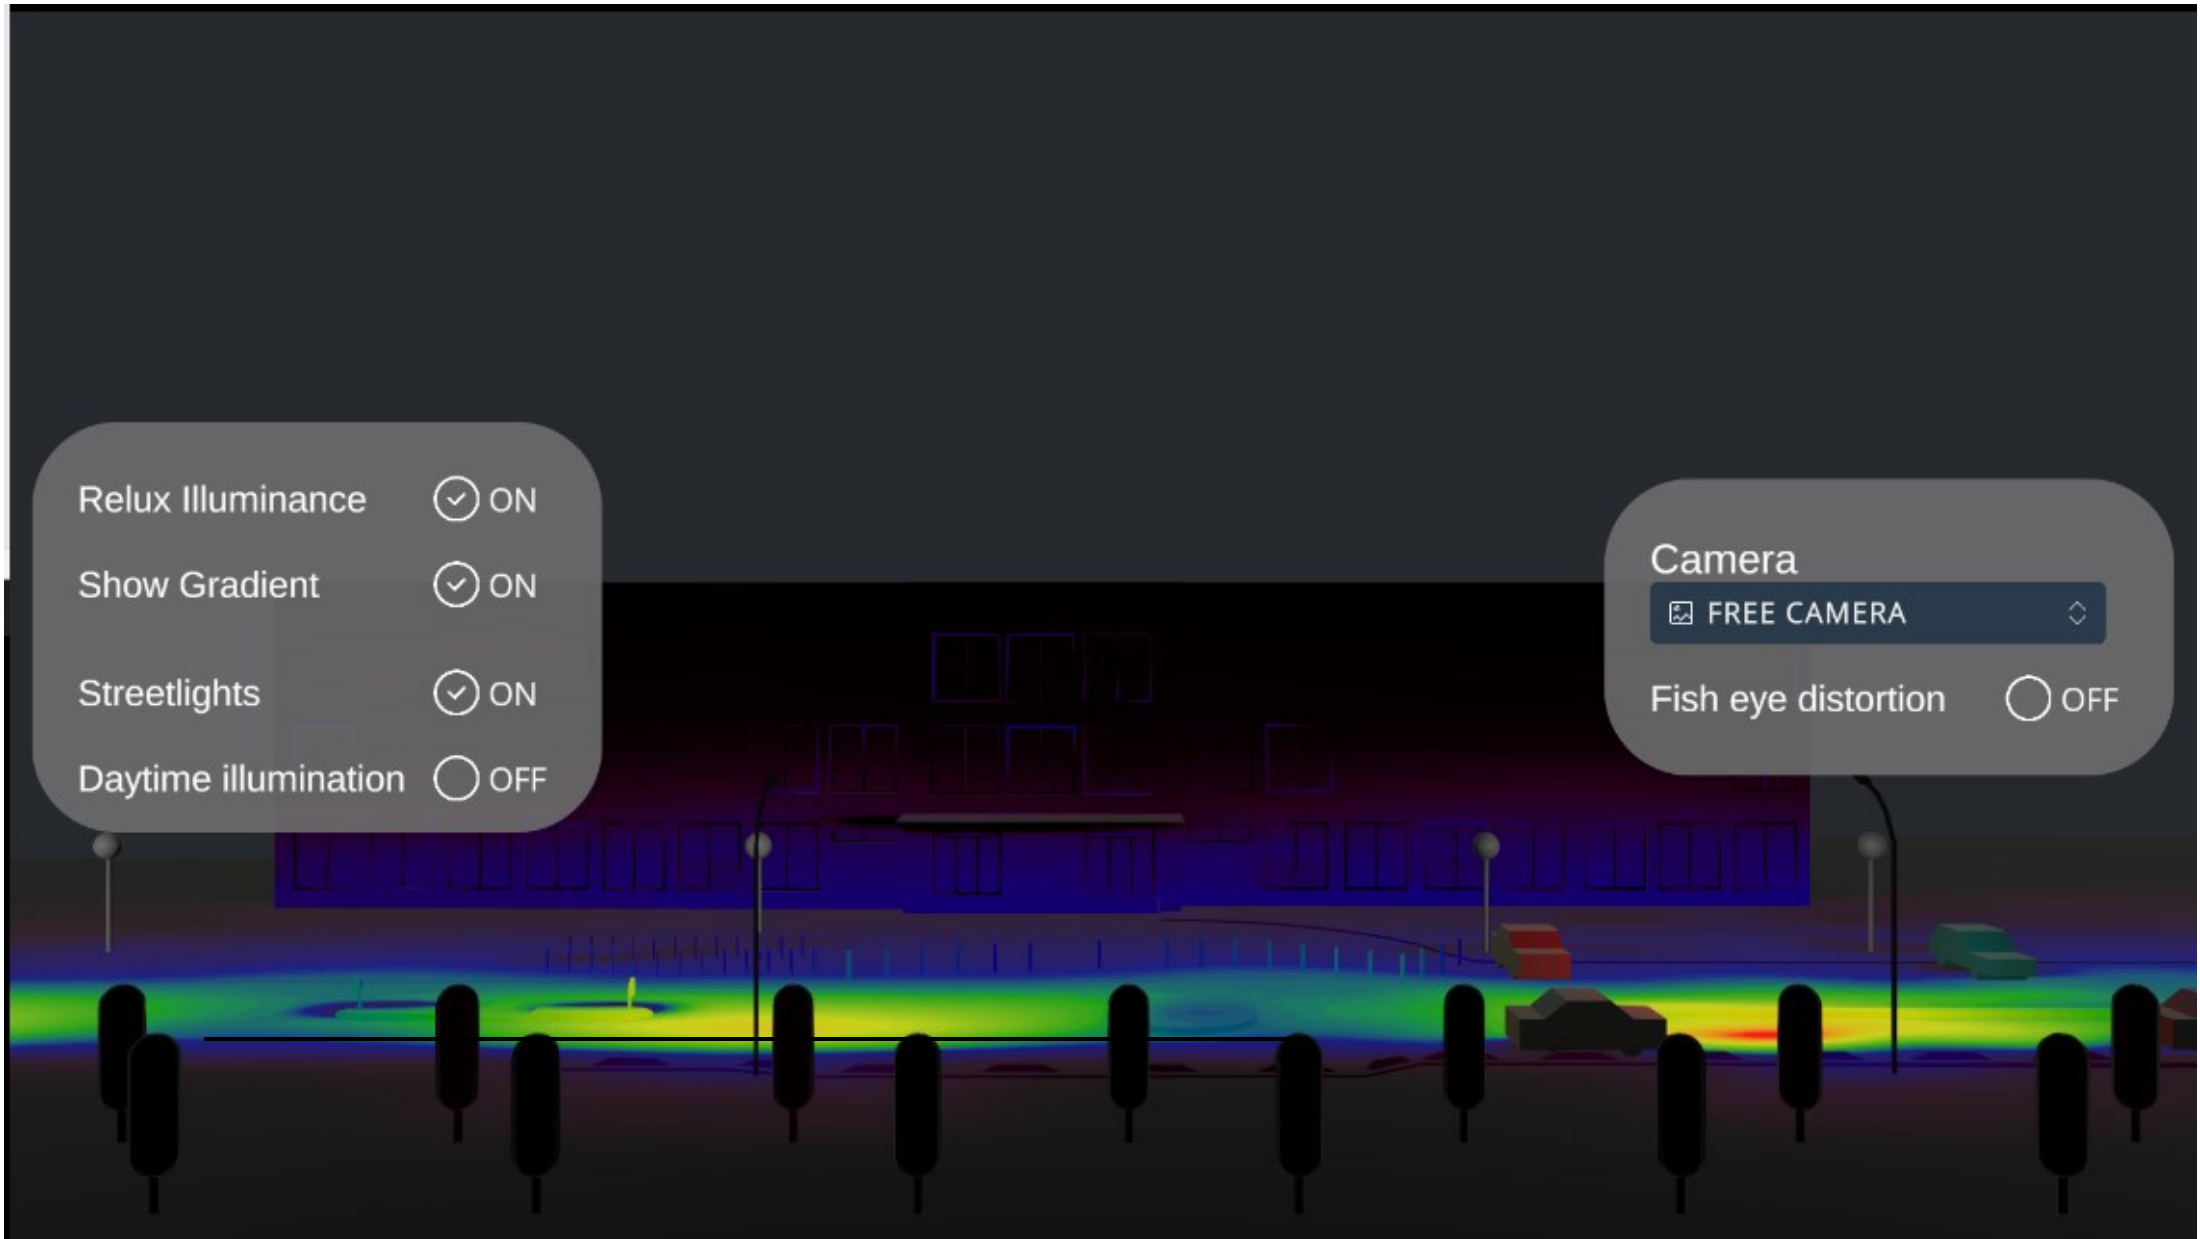 Relux Illuminance ON
Show Gradient ON
Streetlights ON
Daytime illumination OFF
Camera
FREE CAMERA
Fish eye distortion OFF